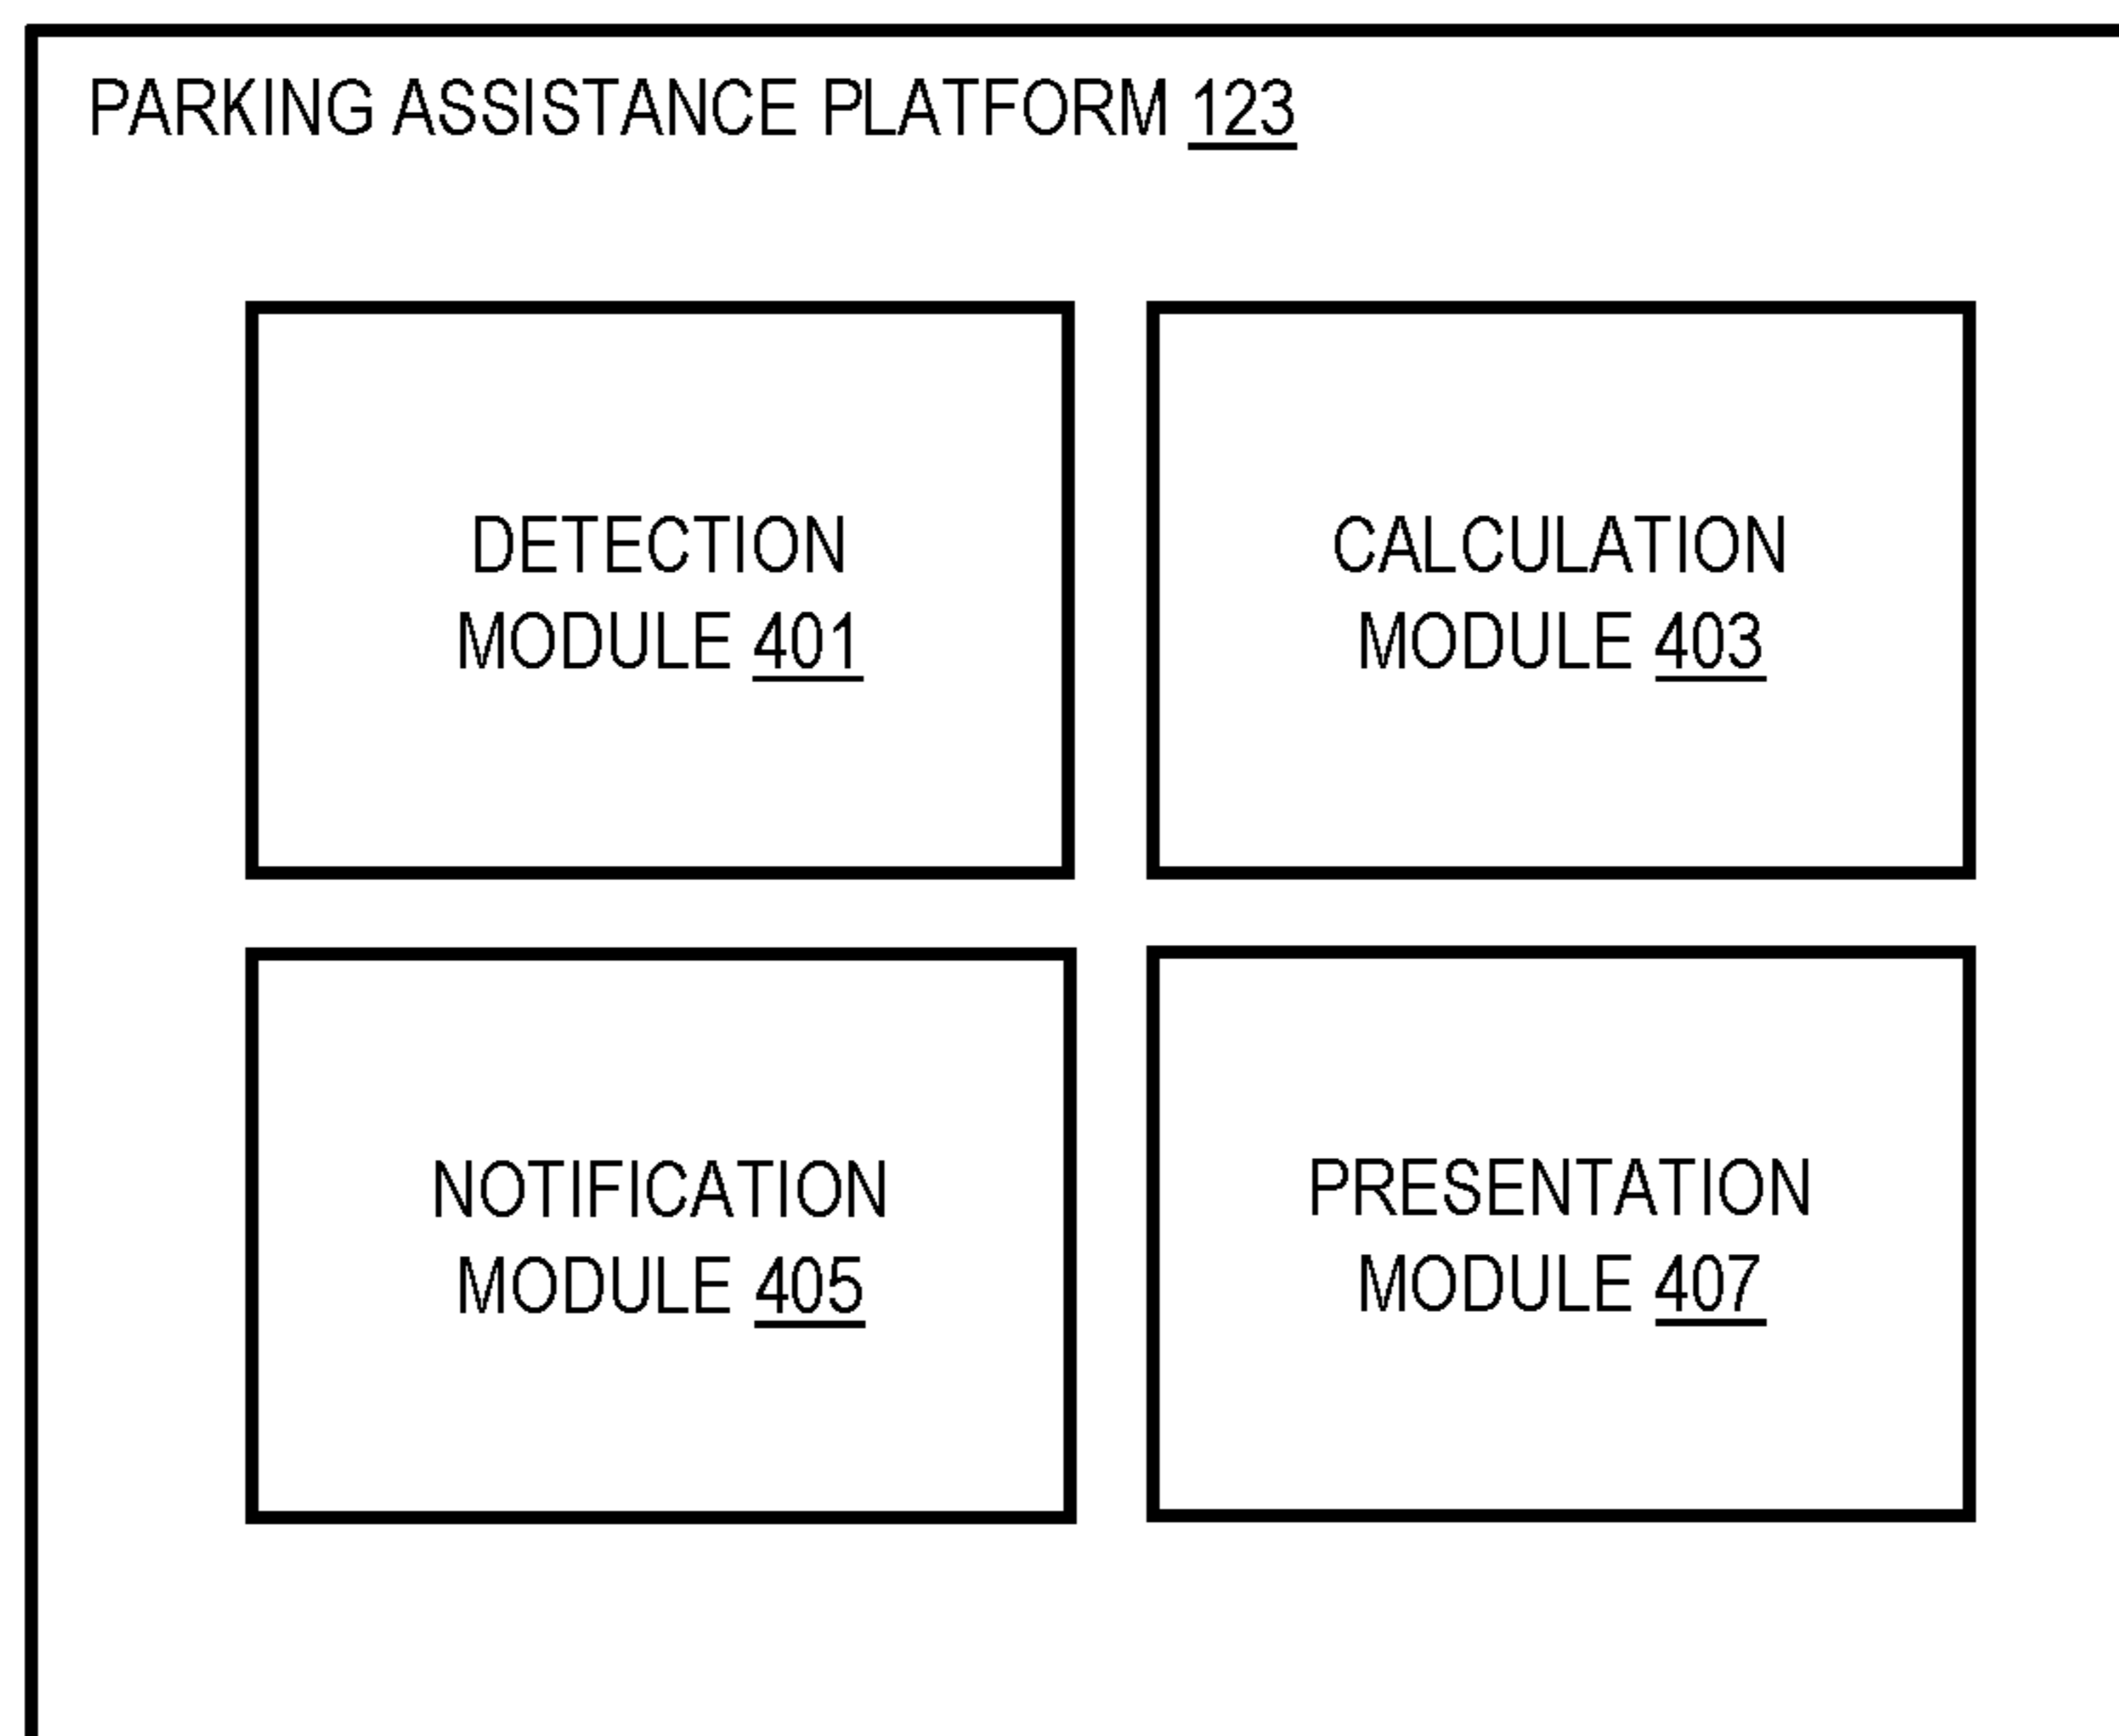 PARKING ASSISTANCE PLATFORM 123
DETECTION
MODULE 401
CALCULATION
MODULE 403
NOTIFICATION
MODULE 405
PRESENTATION
MODULE 407